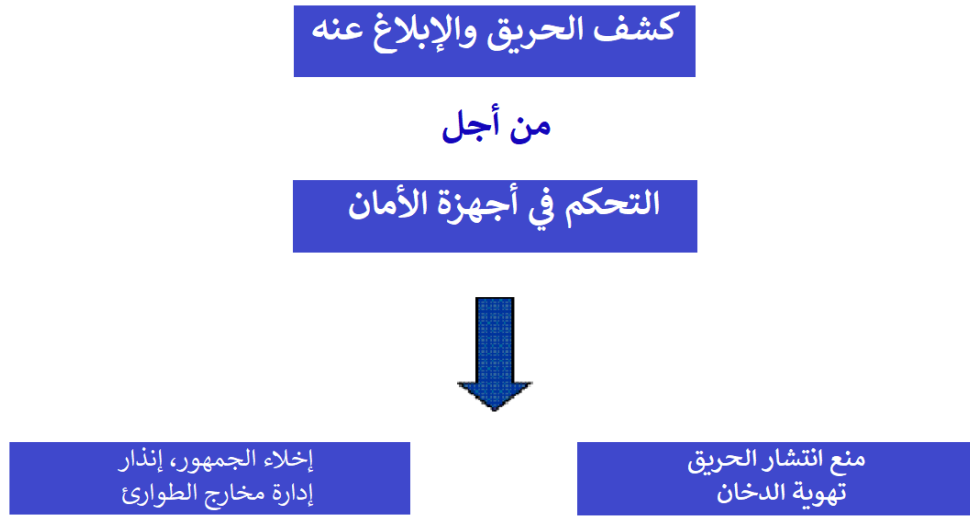 كشف الحريق والإبلاغ عنه
من أجل
التحكم في أجهزة الأمان
منع انتشار الحريق
تهوية الدخان
إخلاء الجمهور، إنذار
إدارة مخارج الطوارئ